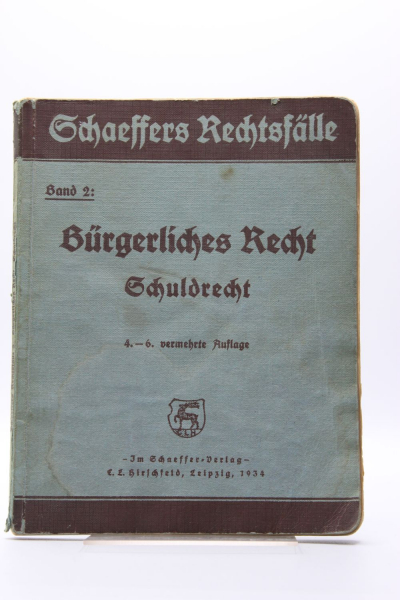 Schaeffers Rechtsfälle
Band 2:
Bürgerliches Recht
Schuldrecht
4.–6. vermehrte Auflage
C.L.H.
–Im Schaeffer-Verlag–
C. L. Hirschfeld, Leipzig, 1934